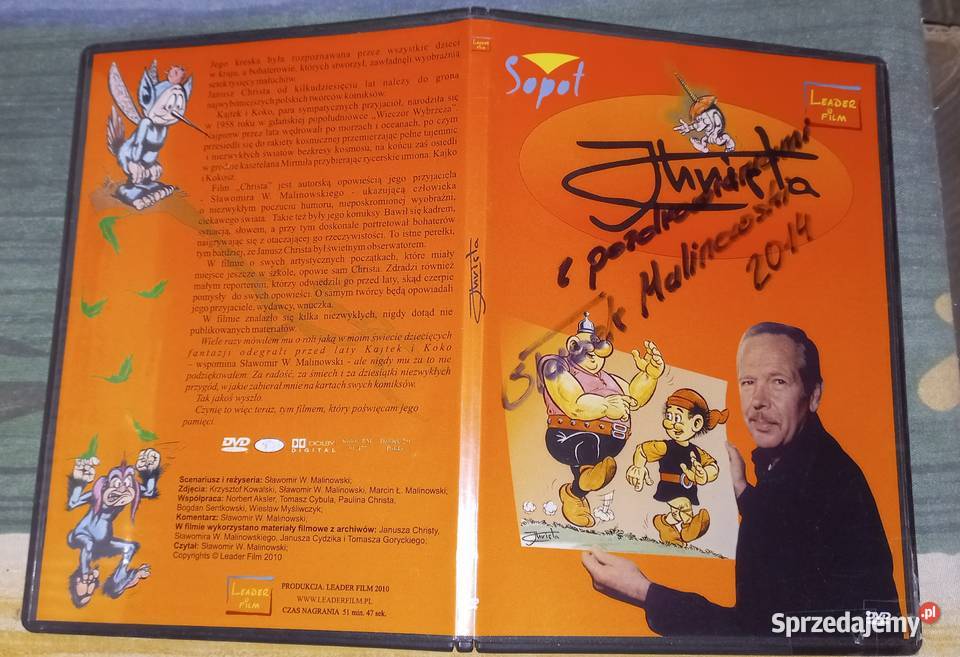 Jego kreska była rozpoznawana przez wszystkie dzieci
w kraju, a bohaterowie, których stworzył, zawładnęli wyobraźnią
setek tysięcy maluchów.
Janusz Christa od kilkudziesięciu lat należy do grona
najwybitniejszych polskich twórców komiksów.
Kajtek i Koko, para sympatycznych przyjaciół, narodziła się
w 1958 roku w gdańskiej popołudniówce „Wieczór Wybrzeża”.
Najpierw przez lata wędrowali po morzach i oceanach, po czym
przesiedli się do rakiety kosmicznej przemierzając pełne tajemnic
i niezwykłych światów bezkresy kosmosu, na końcu zaś osiedli
w grodzie kasztelana Mirmiła przybierając rycerskie imiona: Kajko
i Kokosz.
Film „Christa” jest autorską opowieścią jego przyjaciela
- Sławomira W. Malinowskiego - ukazującą człowieka
o niezwykłym poczuciu humoru, nieposkromionej wyobraźni,
ciekawego świata. Takie też były jego komiksy. Bawił się kadrem,
sytuacją, słowem, a przy tym doskonale portretował bohaterów
nasigrywając się z otaczającej go rzeczywistości. To istne perełki,
tym bardziej, że Janusz Christa był świetnym obserwatorem.
W filmie o swych artystycznych początkach, które miały
miejsce jeszcze w szkole, opowie sam Christa. Zdradzi również
małym reporterom, którzy odwiedzili go przed laty, skąd czerpie
pomysły do swych opowieści. O samym twórcy będą opowiadali
jego przyjaciele, wydawcy, wnuczka.
W filmie znalazło się kilka niezwykłych, nigdy dotąd nie
publikowanych materiałów.
Wiele razy mówiłem mu o roli jaką w moim świecie dziecięcych
fantazji odegrali przed laty Kajtek i Koko
– wspomina Sławomir W. Malinowski - ale nigdy mu za to nie
podziękowałem. Za radość, za śmiech i za dziesiątki niezwykłych
przygód, w jakie zabierał mnie na kartach swych komiksów.
Tak jakoś wyszło.
Czynię to więc teraz, tym filmem, który poświęcam jego
pamięci.
DVD
DOLBY
DIGITAL
Scenariusz i reżyseria: Sławomir W. Malinowski;
Zdjęcia: Krzysztof Kowalski, Sławomir W. Malinowski, Marcin Ł. Malinowski;
Współpraca: Norbert Aksler, Tomasz Cybula, Paulina Christa,
Bogdan Sentkowski, Wiesław Myśliwczyk;
Komentarz: Sławomir W. Malinowski;
W filmie wykorzystano materiały filmowe z archiwów: Janusza Christy,
Sławomira W. Malinowskiego, Janusza Cydzika i Tomasza Goryckiego;
Czytał: Sławomir W. Malinowski;
Copyrights © Leader Film 2010
LEADER
FILM
PRODUKCJA: LEADER FILM 2010
WWW.LEADERFILM.PL
CZAS NAGRANIA 51 min. 47 sek.
Christa
Sopot
LEADER
FILM
Christa
z pozdrowieniami
Sławek Malinowski
2014
Christa
DVD
Sprzedajemy.pl